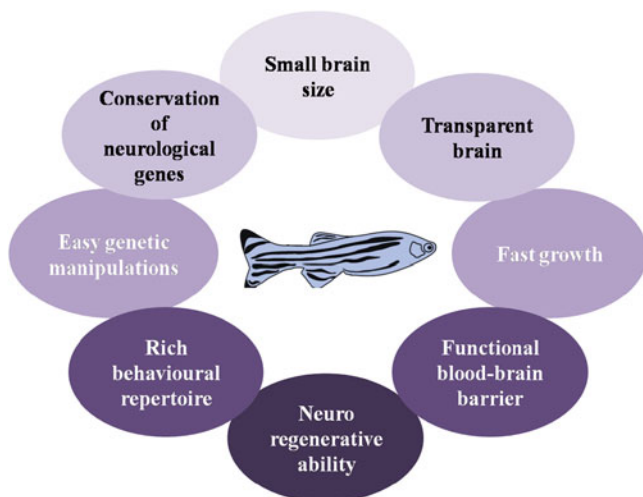 Small brain
size
Transparent
brain
Fast growth
Functional
blood-brain
barrier
Neuro
regenerative
ability
Rich
behavioural
repertoire
Easy genetic
manipulations
Conservation
of
neurological
genes